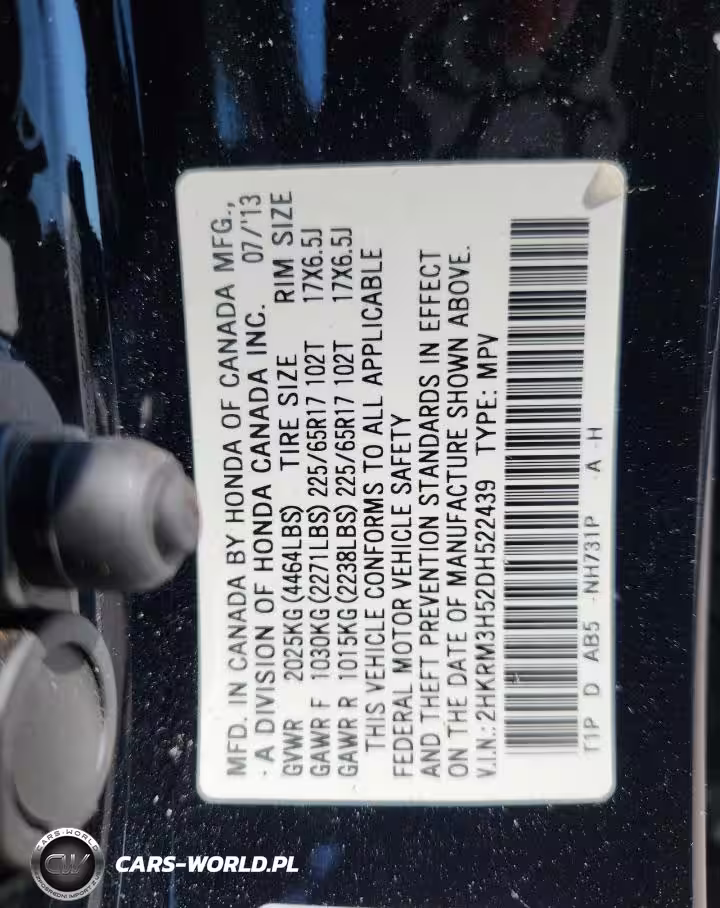 MFD. IN CANADA BY HONDA OF CANADA MFG.,
- A DIVISION OF HONDA CANADA INC. 07/'13
GVWR 2025KG (4464LBS) TIRE SIZE RIM SIZE
GAWR F 1030KG (2271LBS) 225/65R17 102T 17X6.5J
GAWR R 1015KG (2238LBS) 225/65R17 102T 17X6.5J
THIS VEHICLE CONFORMS TO ALL APPLICABLE
FEDERAL MOTOR VEHICLE SAFETY
AND THEFT PREVENTION STANDARDS IN EFFECT
ON THE DATE OF MANUFACTURE SHOWN ABOVE.
V.I.N.: 2HKRM3H52DH522439 TYPE: MPV
T1P D AB5 -NH731P -A -H
CARS-WORLD
CW
CARS-WORLD.PL